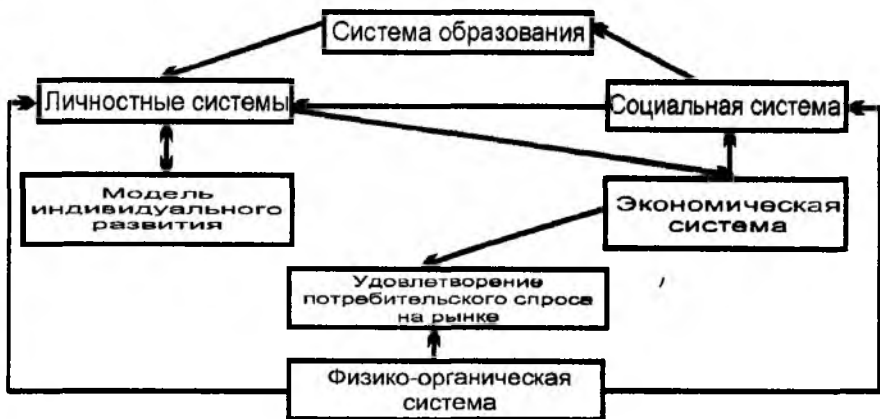 Система образования
Личностные системы
Социальная система
Модель
индивидуального
развития
Экономическая
система
Удовлетворение
потребительского спроса
на рынке
Физико-органическая
система